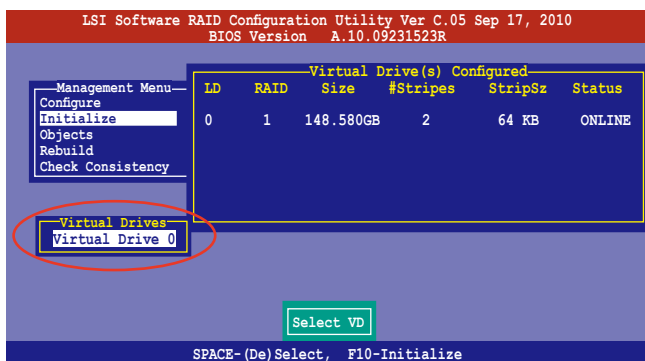 LSI Software RAID Configuration Utility Ver C.05 Sep 17, 2010
BIOS Version A.10.09231523R
Management Menu
Configure
Initialize
Objects
Rebuild
Check Consistency
Virtual Drive(s) Configured
LD RAID Size #Stripes StripSz Status
0 1 148.580GB 2 64 KB ONLINE
Virtual Drives
Virtual Drive 0
Select VD
SPACE-(De)Select, F10-Initialize